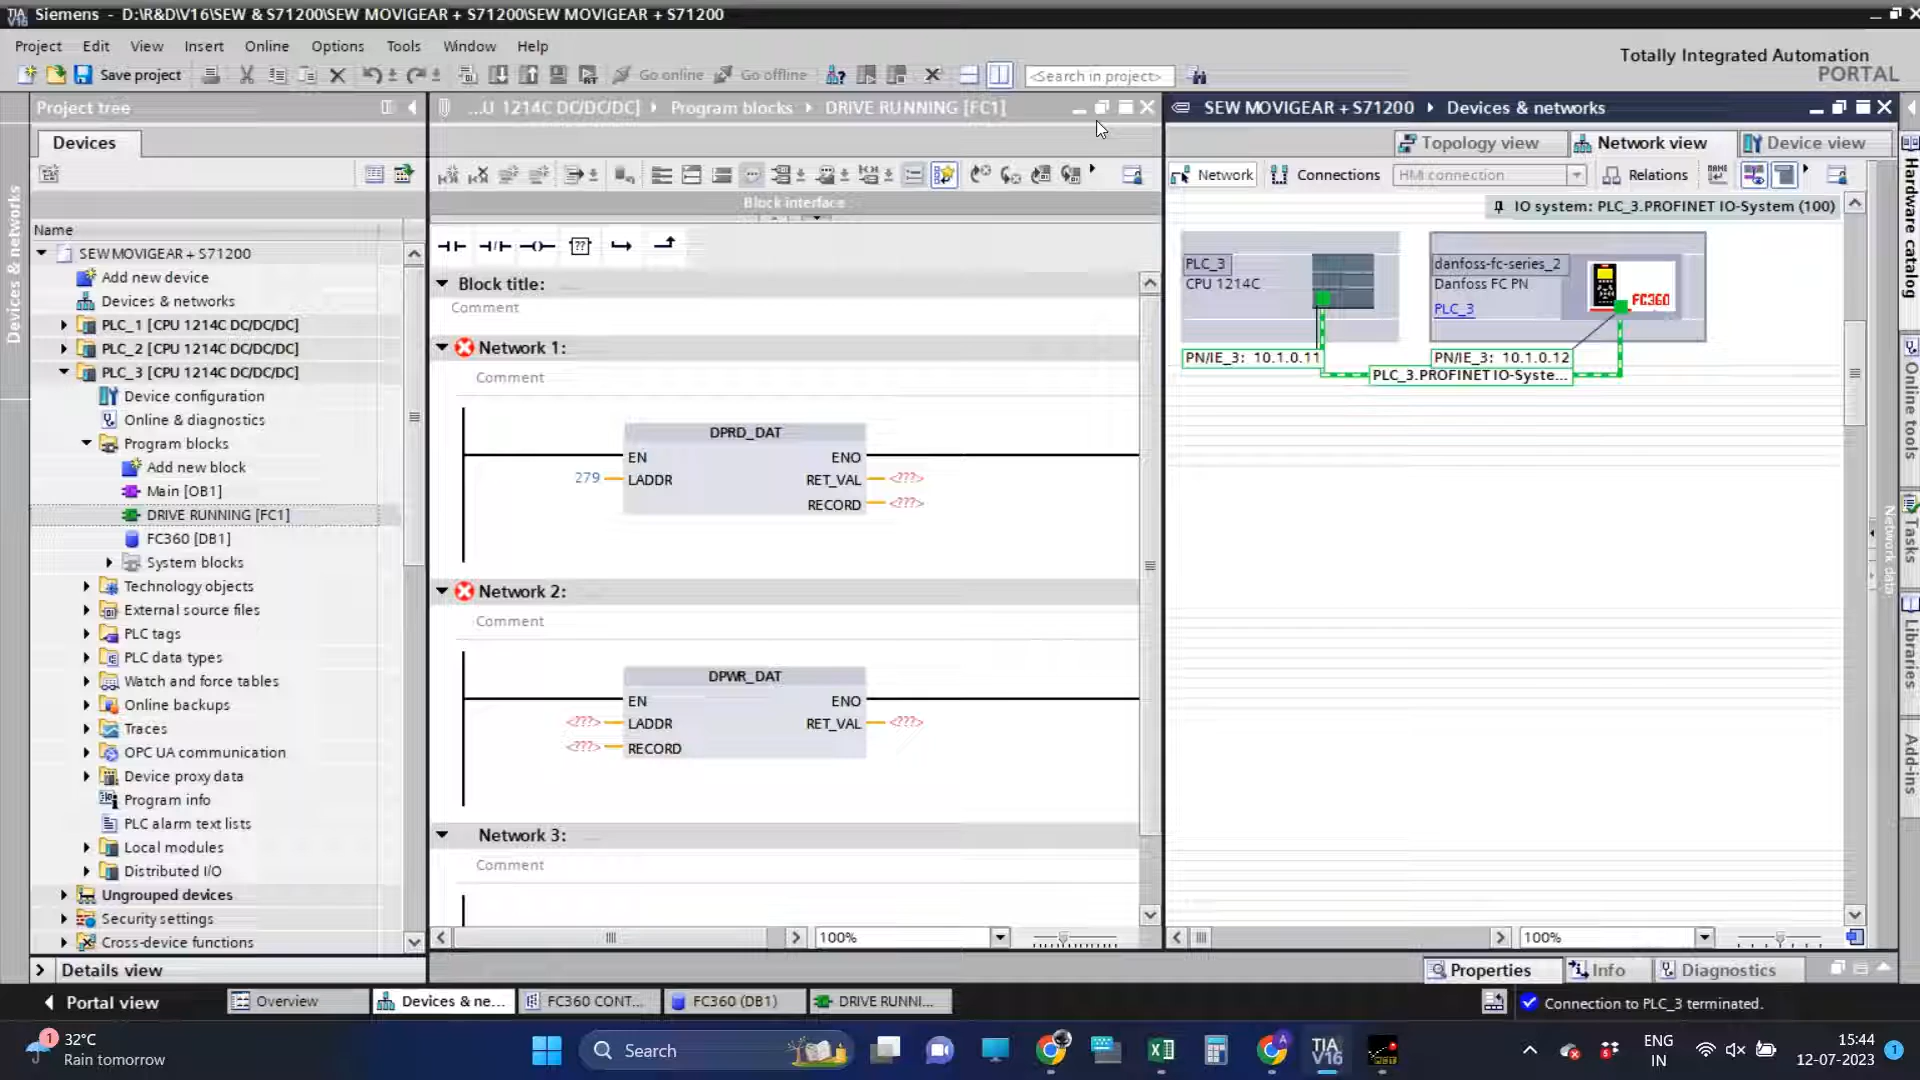 Siemens - D:\R&D\V16\SEW & S71200\SEW MOVIGEAR + S71200\SEW MOVIGEAR + S71200
Project Edit View Insert Online Options Tools Window Help
Totally Integrated Automation
PORTAL
Save project
Go online
Go offline
<Search in project>
Project tree
...U 1214C DC/DC/DC] Program blocks DRIVE RUNNING [FC1]
SEW MOVIGEAR + S71200 Devices & networks
Devices
Topology view
Network view
Device view
Network
Connections
HMI connection
Relations
Block interface
IO system: PLC_3.PROFINET IO-System (100)
Devices & networks
Name
SEW MOVIGEAR + S71200
Add new device
Devices & networks
PLC_1 [CPU 1214C DC/DC/DC]
PLC_2 [CPU 1214C DC/DC/DC]
PLC_3 [CPU 1214C DC/DC/DC]
Device configuration
Online & diagnostics
Program blocks
Add new block
Main [OB1]
DRIVE RUNNING [FC1]
FC360 [DB1]
System blocks
Technology objects
External source files
PLC tags
PLC data types
Watch and force tables
Online backups
Traces
OPC UA communication
Device proxy data
Program info
PLC alarm text lists
Local modules
Distributed I/O
Ungrouped devices
Security settings
Cross-device functions
Details view
Block title:
Comment
Network 1:
Comment
DPRD_DAT
EN ENO
279 LADDR RET_VAL <???>
RECORD <???>
Network 2:
Comment
DPWR_DAT
EN ENO
<???> LADDR RET_VAL <???>
<???> RECORD
Network 3:
Comment
100%
PLC_3
CPU 1214C
danfoss-fc-series_2
Danfoss FC PN
PLC_3
FC360
PN/IE_3: 10.1.0.11
PN/IE_3: 10.1.0.12
PLC_3.PROFINET IO-Syste...
100%
Network data
Hardware catalog
Online tools
Tasks
Libraries
Add-ins
Properties
Info
Diagnostics
Portal view
Overview
Devices & ne...
FC360 CONT...
FC360 (DB1)
DRIVE RUNNI...
Connection to PLC_3 terminated.
1
32°C
Rain tomorrow
Search
TIA
V16
ENG
IN
15:44
12-07-2023
1